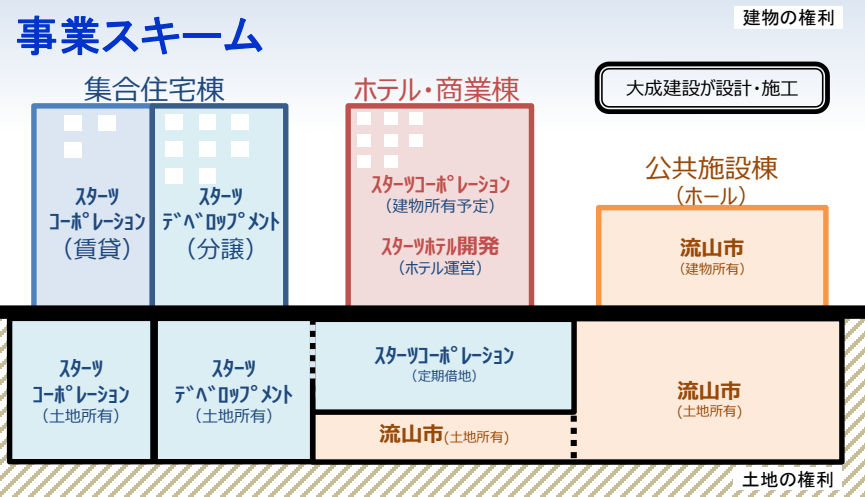 事業スキーム
建物の権利
大成建設が設計・施工
集合住宅棟
ｽﾀｰﾂ
ｺｰﾎﾟﾚｰｼｮﾝ
（賃貸）
ｽﾀｰﾂ
ﾃﾞﾍﾞﾛｯﾌﾟﾒﾝﾄ
（分譲）
ホテル・商業棟
ｽﾀｰﾂｺｰﾎﾟﾚｰｼｮﾝ
（建物所有予定）
ｽﾀｰﾂﾎﾃﾙ開発
（ホテル運営）
公共施設棟
（ホール）
流山市
（建物所有）
ｽﾀｰﾂ
ｺｰﾎﾟﾚｰｼｮﾝ
（土地所有）
ｽﾀｰﾂ
ﾃﾞﾍﾞﾛｯﾌﾟﾒﾝﾄ
（土地所有）
ｽﾀｰﾂｺｰﾎﾟﾚｰｼｮﾝ
（定期借地）
流山市（土地所有）
流山市
（土地所有）
土地の権利